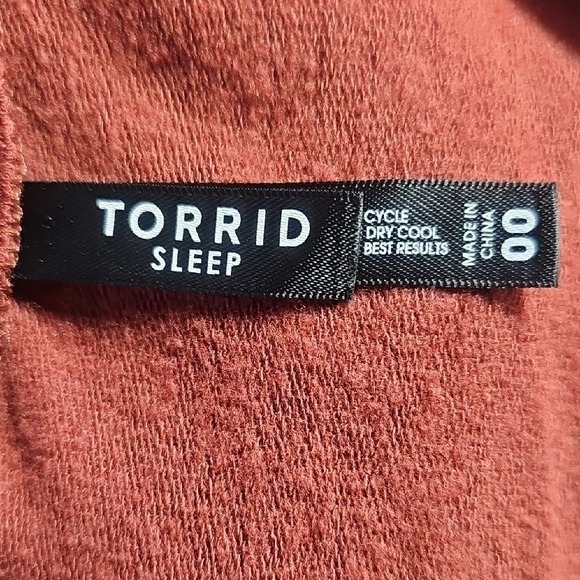 TORRID
SLEEP
CYCLE
DRY COOL
BEST RESULTS
MADE IN
CHINA
00